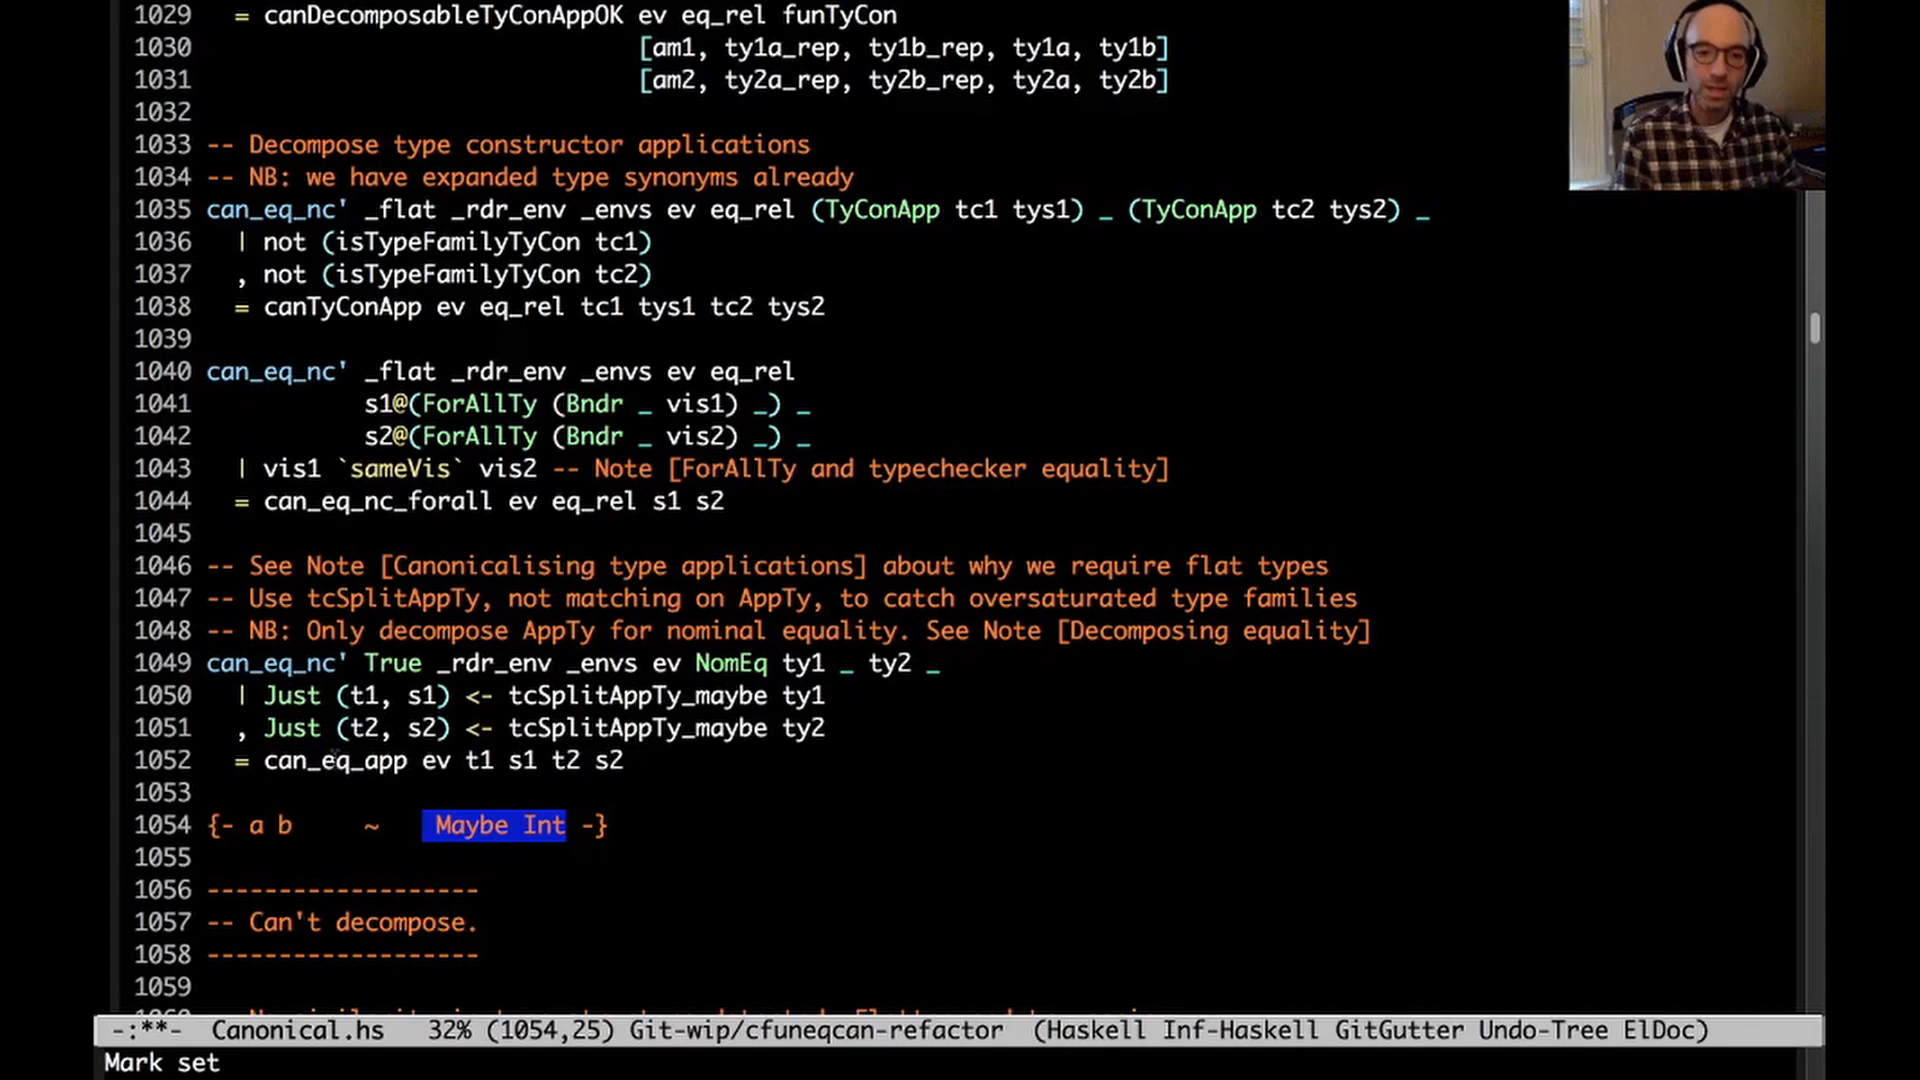 1029 = canDecomposableTyConAppOK ev eq_rel funTyCon
1030 [am1, ty1a_rep, ty1b_rep, ty1a, ty1b]
1031 [am2, ty2a_rep, ty2b_rep, ty2a, ty2b]
1032
1033 -- Decompose type constructor applications
1034 -- NB: we have expanded type synonyms already
1035 can_eq_nc' _flat _rdr_env _envs ev eq_rel (TyConApp tc1 tys1) _ (TyConApp tc2 tys2) _
1036 | not (isTypeFamilyTyCon tc1)
1037 , not (isTypeFamilyTyCon tc2)
1038 = canTyConApp ev eq_rel tc1 tys1 tc2 tys2
1039
1040 can_eq_nc' _flat _rdr_env _envs ev eq_rel
1041 s1@(ForAllTy (Bndr _ vis1) _) _
1042 s2@(ForAllTy (Bndr _ vis2) _) _
1043 | vis1 `sameVis` vis2 -- Note [ForAllTy and typechecker equality]
1044 = can_eq_nc_forall ev eq_rel s1 s2
1045
1046 -- See Note [Canonicalising type applications] about why we require flat types
1047 -- Use tcSplitAppTy, not matching on AppTy, to catch oversaturated type families
1048 -- NB: Only decompose AppTy for nominal equality. See Note [Decomposing equality]
1049 can_eq_nc' True _rdr_env _envs ev NomEq ty1 _ ty2 _
1050 | Just (t1, s1) <- tcSplitAppTy_maybe ty1
1051 , Just (t2, s2) <- tcSplitAppTy_maybe ty2
1052 = can_eq_app ev t1 s1 t2 s2
1053
1054 {- a b ~ Maybe Int -}
1055
1056 -------------------
1057 -- Can't decompose.
1058 -------------------
1059
-:**- Canonical.hs 32% (1054,25) Git-wip/cfuneqcan-refactor (Haskell Inf-Haskell GitGutter Undo-Tree ElDoc)
Mark set